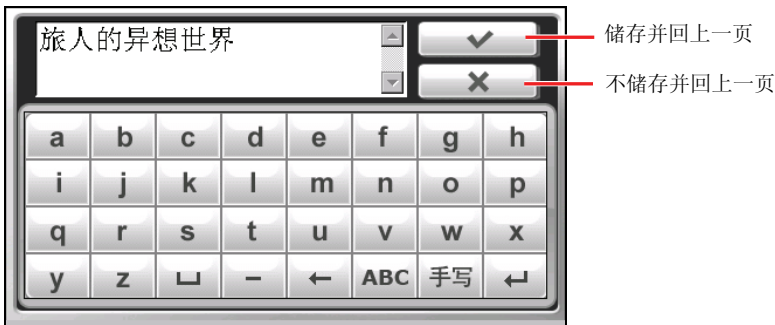 旅人的异想世界
储存并回上一页
不储存并回上一页
a b c d e f g h
i j k l m n o p
q r s t u v w x
y z ⌴ – ← ABC 手写 ↵